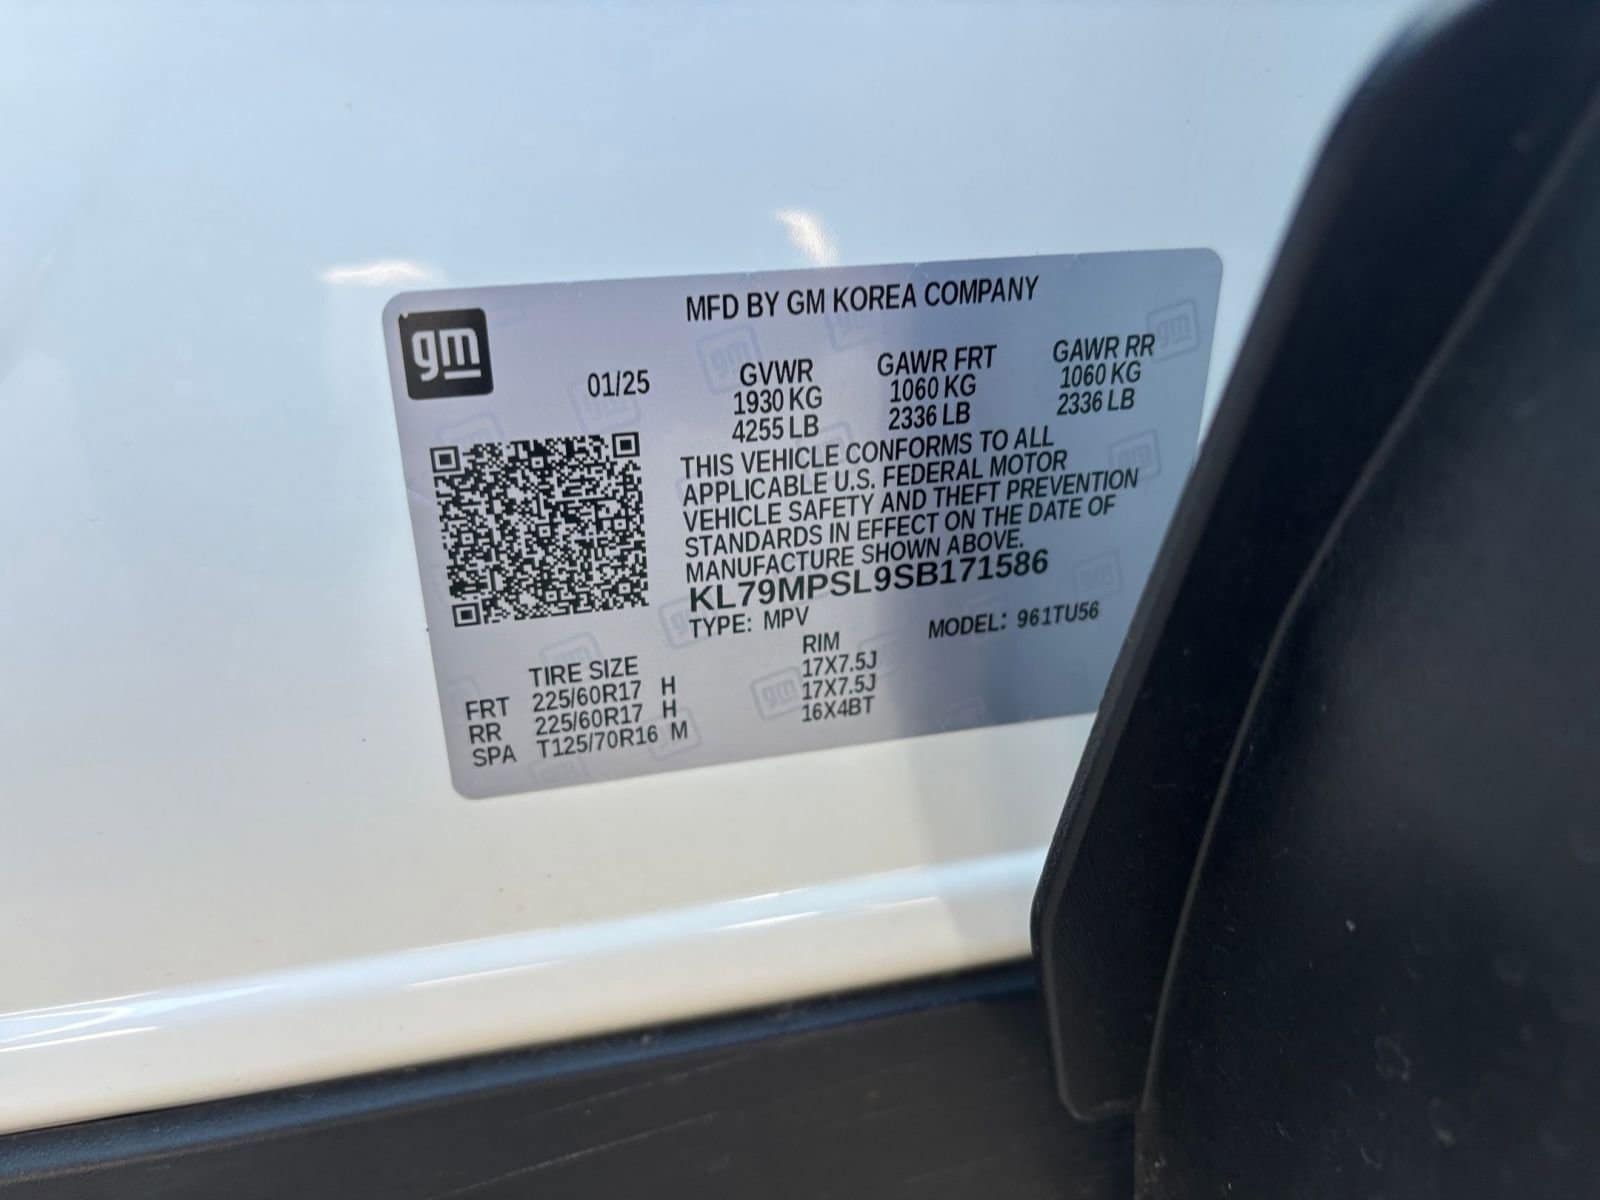 gm
MFD BY GM KOREA COMPANY
01/25
GVWR
1930 KG
4255 LB
GAWR FRT
1060 KG
2336 LB
GAWR RR
1060 KG
2336 LB
THIS VEHICLE CONFORMS TO ALL
APPLICABLE U.S. FEDERAL MOTOR
VEHICLE SAFETY AND THEFT PREVENTION
STANDARDS IN EFFECT ON THE DATE OF
MANUFACTURE SHOWN ABOVE.
KL79MPSL9SB171586
TYPE: MPV
MODEL: 961TU56
TIRE SIZE RIM
FRT 225/60R17 H 17X7.5J
RR 225/60R17 H 17X7.5J
SPA T125/70R16 M 16X4BT